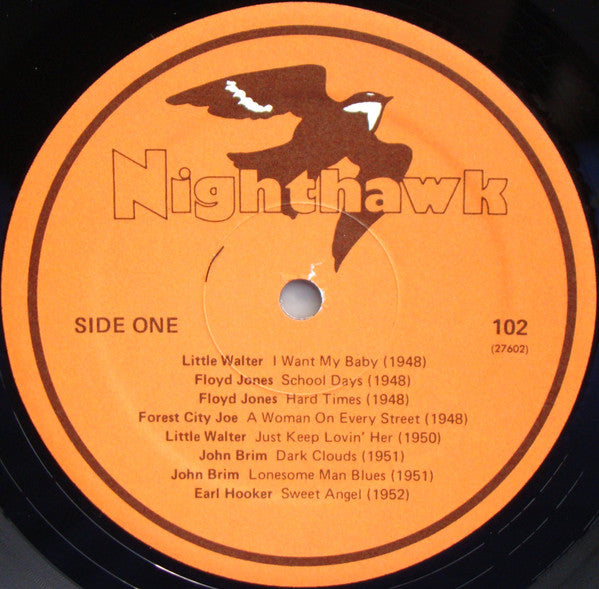 Nighthawk
SIDE ONE
102
(27602)
Little Walter I Want My Baby (1948)
Floyd Jones School Days (1948)
Floyd Jones Hard Times (1948)
Forest City Joe A Woman On Every Street (1948)
Little Walter Just Keep Lovin' Her (1950)
John Brim Dark Clouds (1951)
John Brim Lonesome Man Blues (1951)
Earl Hooker Sweet Angel (1952)